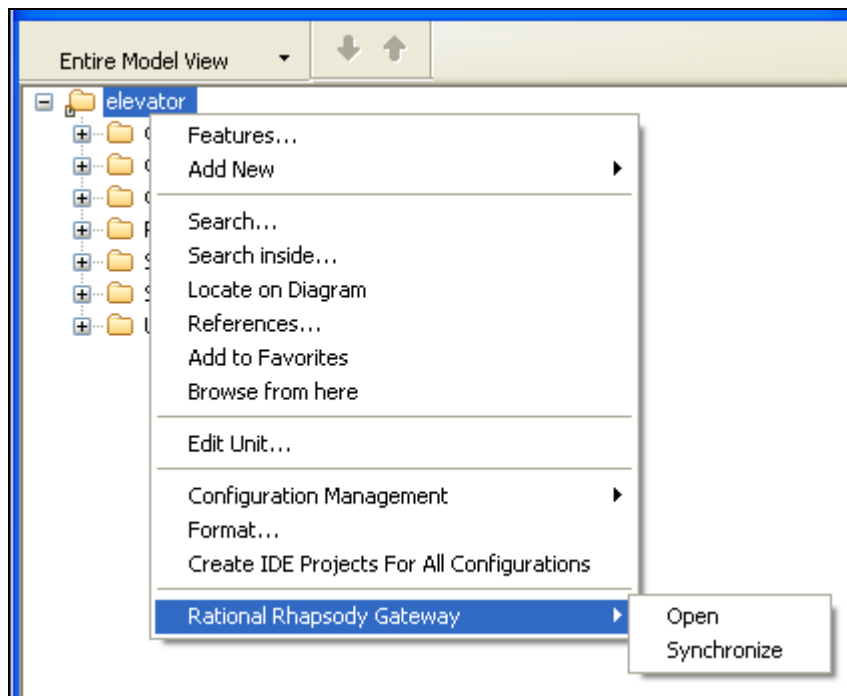 Entire Model View
elevator
Features...
Add New
Search...
Search inside...
Locate on Diagram
References...
Add to Favorites
Browse from here
Edit Unit...
Configuration Management
Format...
Create IDE Projects For All Configurations
Rational Rhapsody Gateway
Open
Synchronize